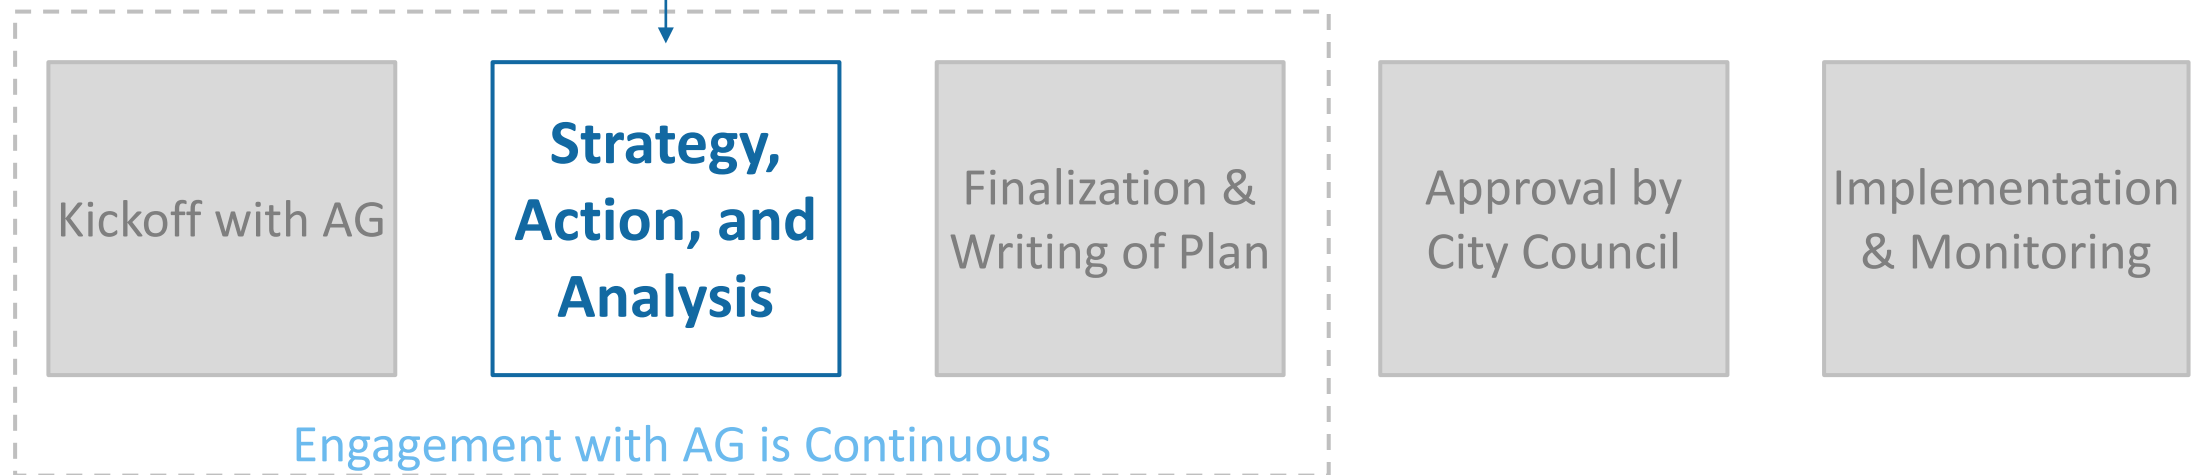 Kickoff with AG
Strategy,
Action, and
Analysis
Finalization &
Writing of Plan
Approval by
City Council
Implementation
& Monitoring
Engagement with AG is Continuous